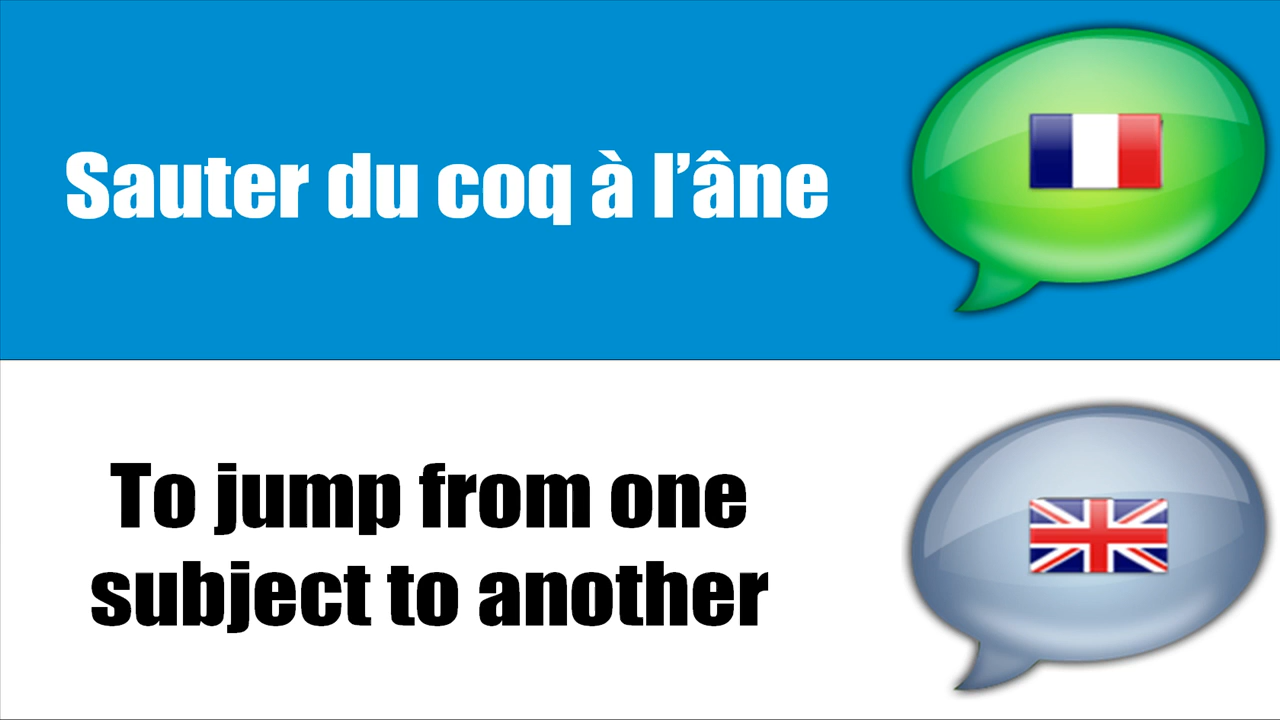 Sauter du coq à l’âne
To jump from one
subject to another